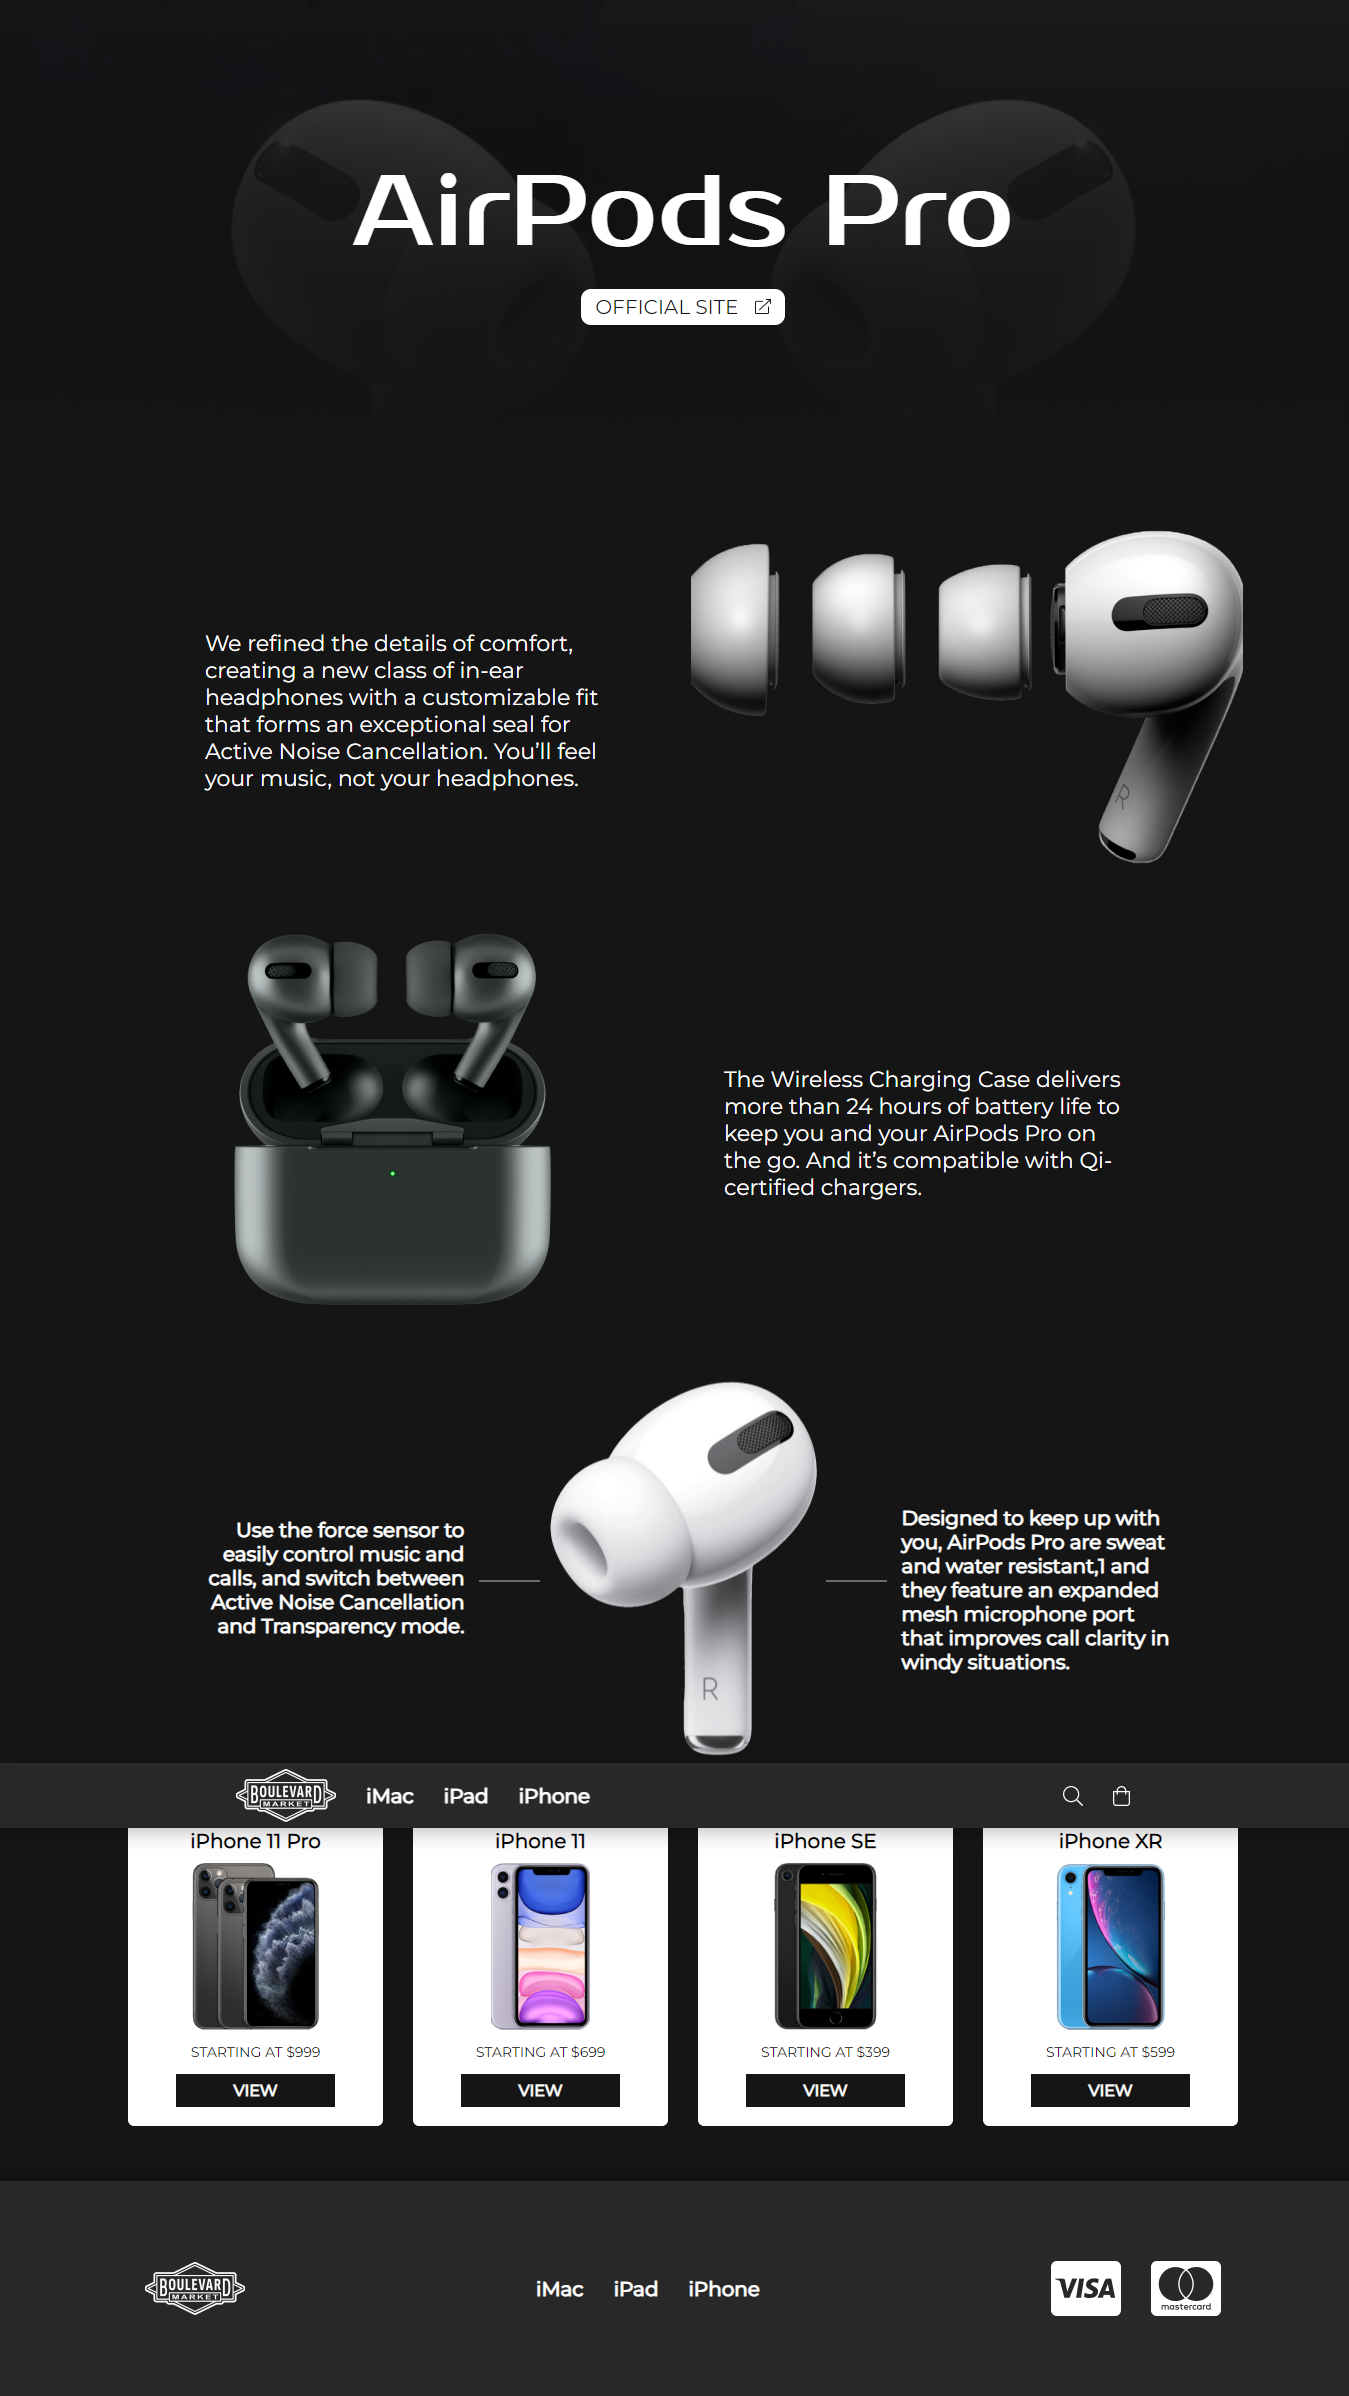 AirPods Pro
OFFICIAL SITE
We refined the details of comfort,
creating a new class of in-ear
headphones with a customizable fit
that forms an exceptional seal for
Active Noise Cancellation. You’ll feel
your music, not your headphones.
R
The Wireless Charging Case delivers
more than 24 hours of battery life to
keep you and your AirPods Pro on
the go. And it’s compatible with Qi-
certified chargers.
Use the force sensor to
easily control music and
calls, and switch between
Active Noise Cancellation
and Transparency mode.
R
Designed to keep up with
you, AirPods Pro are sweat
and water resistant,1 and
they feature an expanded
mesh microphone port
that improves call clarity in
windy situations.
BOULEVARD
MARKET
iMac iPad iPhone
iPhone 11 Pro
STARTING AT $999
VIEW
iPhone 11
STARTING AT $699
VIEW
iPhone SE
STARTING AT $399
VIEW
iPhone XR
STARTING AT $599
VIEW
BOULEVARD
MARKET
iMac iPad iPhone
VISA
mastercard